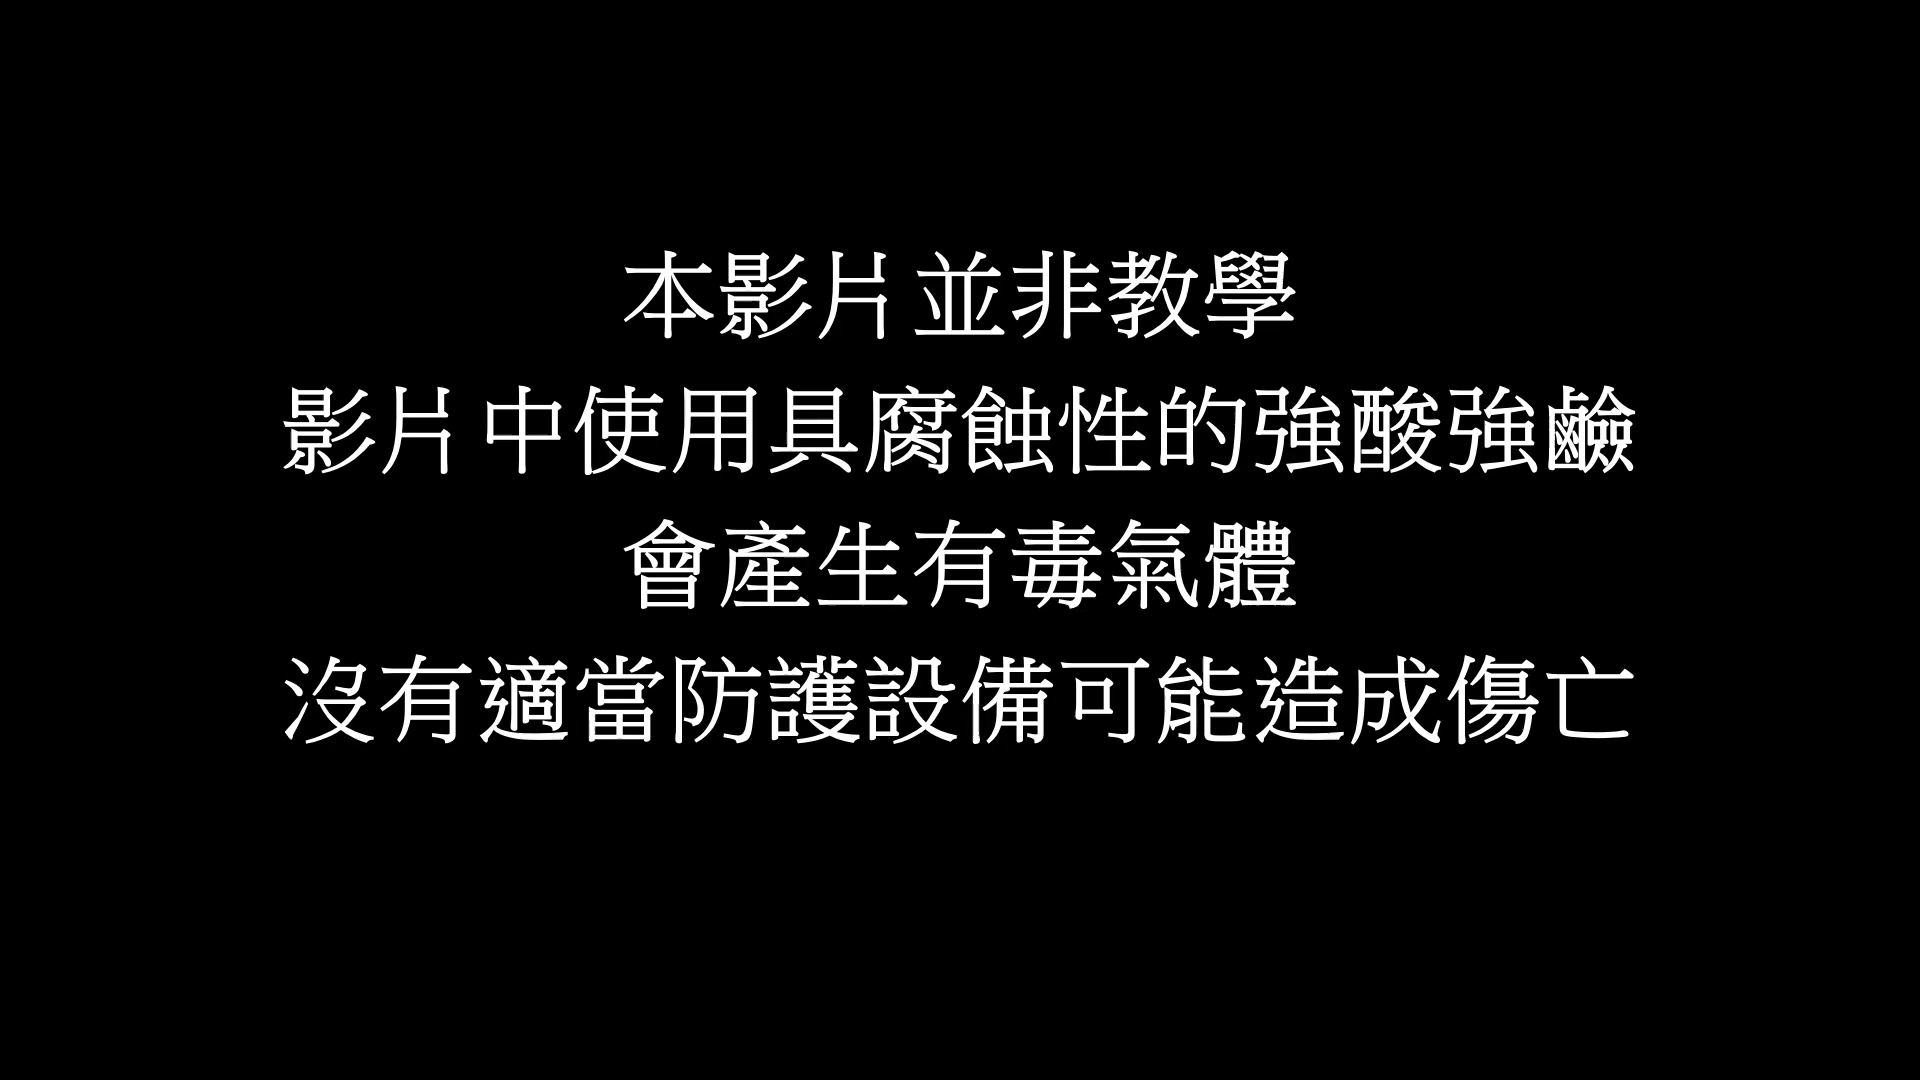 本影片並非教學
影片中使用具腐蝕性的強酸強鹼
會產生有毒氣體
沒有適當防護設備可能造成傷亡